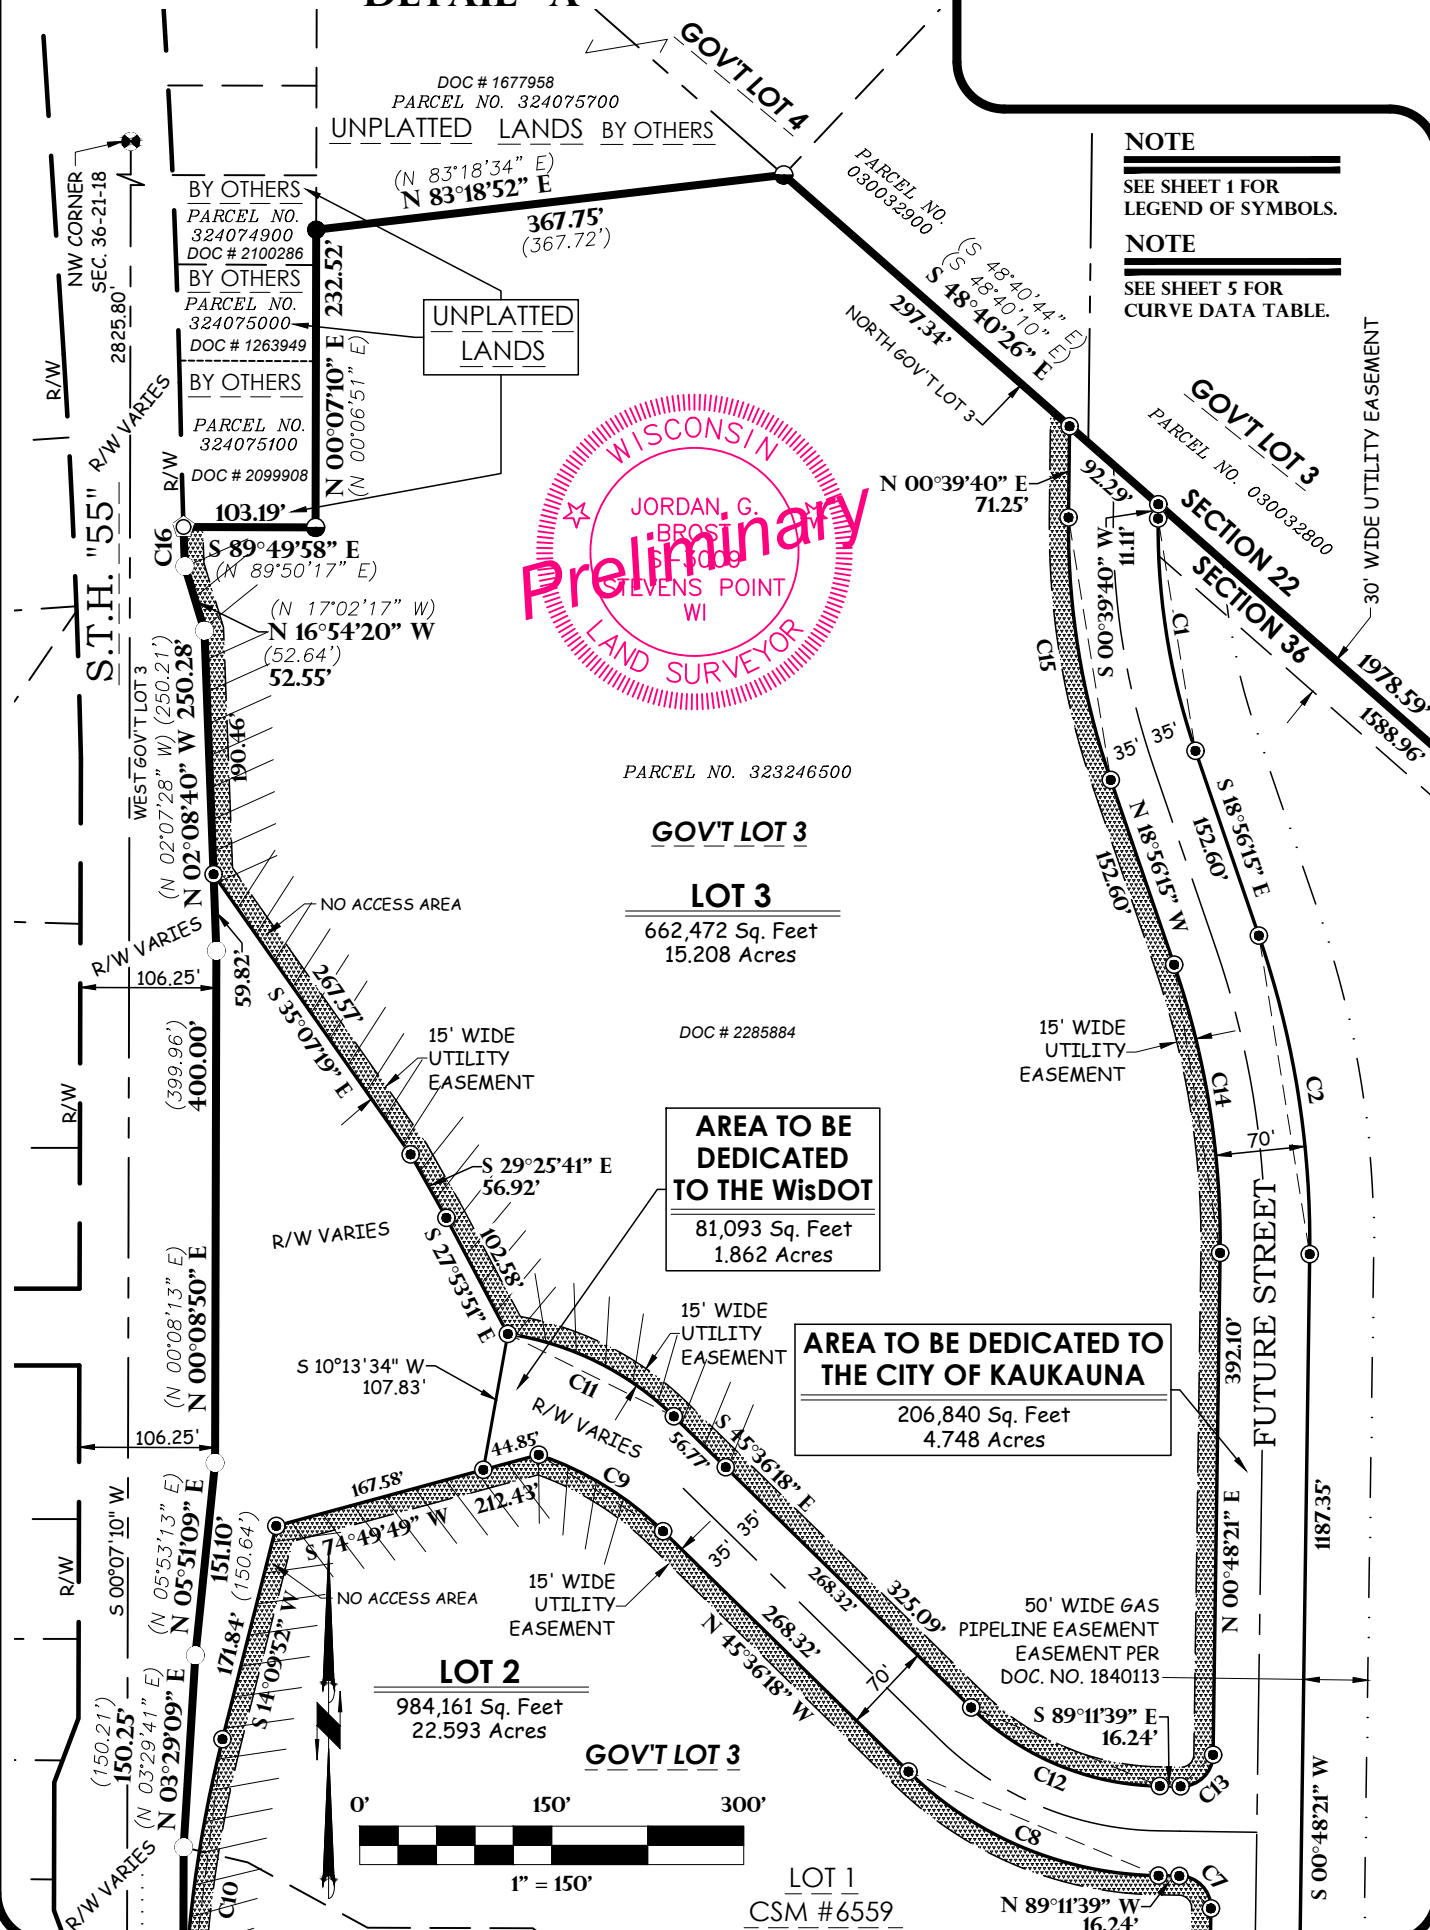 DETAIL "A"
DOC # 1677958
PARCEL NO. 324075700
UNPLATTED LANDS BY OTHERS
GOV'T LOT 4
(N 83°18'34" E)
N 83°18'52" E
367.75'
(367.72')
PARCEL NO.
030032900
NOTE
SEE SHEET 1 FOR
LEGEND OF SYMBOLS.
NOTE
SEE SHEET 5 FOR
CURVE DATA TABLE.
NW CORNER
SEC. 36-21-18
2825.80'
BY OTHERS
PARCEL NO.
324074900
DOC # 2100286
BY OTHERS
PARCEL NO.
324075000
DOC # 1263949
BY OTHERS
PARCEL NO.
324075100
DOC # 2099908
UNPLATTED
LANDS
N 00°07'10" E 232.52'
(N 00°06'51" E)
(S 48°40'44" E)
(S 48°40'10" E)
S 48°40'26" E
297.34'
NORTH GOV'T LOT 3
GOV'T LOT 3
PARCEL NO. 030032800
30' WIDE UTILITY EASEMENT
R/W
R/W VARIES
R/W
S.T.H. "55"
C16
103.19'
S 89°49'58" E
(N 89°50'17" E)
(N 17°02'17" W)
N 16°54'20" W
(52.64')
52.55'
WISCONSIN
JORDAN G.
BROST
S-3009
STEVENS POINT
WI
LAND SURVEYOR
Preliminary
N 00°39'40" E
71.25'
92.29'
11.11'
S 00°39'40" W
SECTION 22
SECTION 36
1978.59'
1588.96'
C1
C15
35'
35'
WEST GOV'T LOT 3
(N 02°07'28" W) (250.21')
N 02°08'40" W 250.28'
190.46'
PARCEL NO. 323246500
GOV'T LOT 3
LOT 3
662,472 Sq. Feet
15.208 Acres
DOC # 2285884
N 18°56'15" W
152.60'
S 18°56'15" E
152.60'
NO ACCESS AREA
R/W VARIES
106.25'
59.82'
267.57'
S 35°07'19" E
15' WIDE
UTILITY
EASEMENT
15' WIDE
UTILITY
EASEMENT
C14
C2
70'
(399.96')
400.00'
R/W
AREA TO BE
DEDICATED
TO THE WisDOT
81,093 Sq. Feet
1.862 Acres
S 29°25'41" E
56.92'
R/W VARIES
S 27°53'51" E
102.58'
(N 00°08'13" E)
N 00°08'50" E
FUTURE STREET
392.10'
15' WIDE
UTILITY
EASEMENT
AREA TO BE DEDICATED TO
THE CITY OF KAUKAUNA
206,840 Sq. Feet
4.748 Acres
S 10°13'34" W
107.83'
C11
R/W VARIES
56.77'
S 45°36'18" E
106.25'
44.85'
C9
167.58'
212.43'
S 74°49'49" W
35'
35'
N 00°48'21" E
1187.35'
S 00°07'10" W
R/W
(N 05°53'13" E)
N 05°51'09" E
151.10'
(150.64')
NO ACCESS AREA
171.84'
S 14°09'52" W
15' WIDE
UTILITY
EASEMENT
268.32'
325.09'
268.32'
N 45°36'18" W
70'
50' WIDE GAS
PIPELINE EASEMENT
EASEMENT PER
DOC. NO. 1840113
S 89°11'39" E
16.24'
LOT 2
984,161 Sq. Feet
22.593 Acres
GOV'T LOT 3
N
(150.21')
150.25'
(N 03°29'41" E)
N 03°29'09" E
C12
C13
S 00°48'21" W
0' 150' 300'
1" = 150'
C8
C7
R/W VARIES
C10
LOT 1
CSM #6559
N 89°11'39" W
16.24'